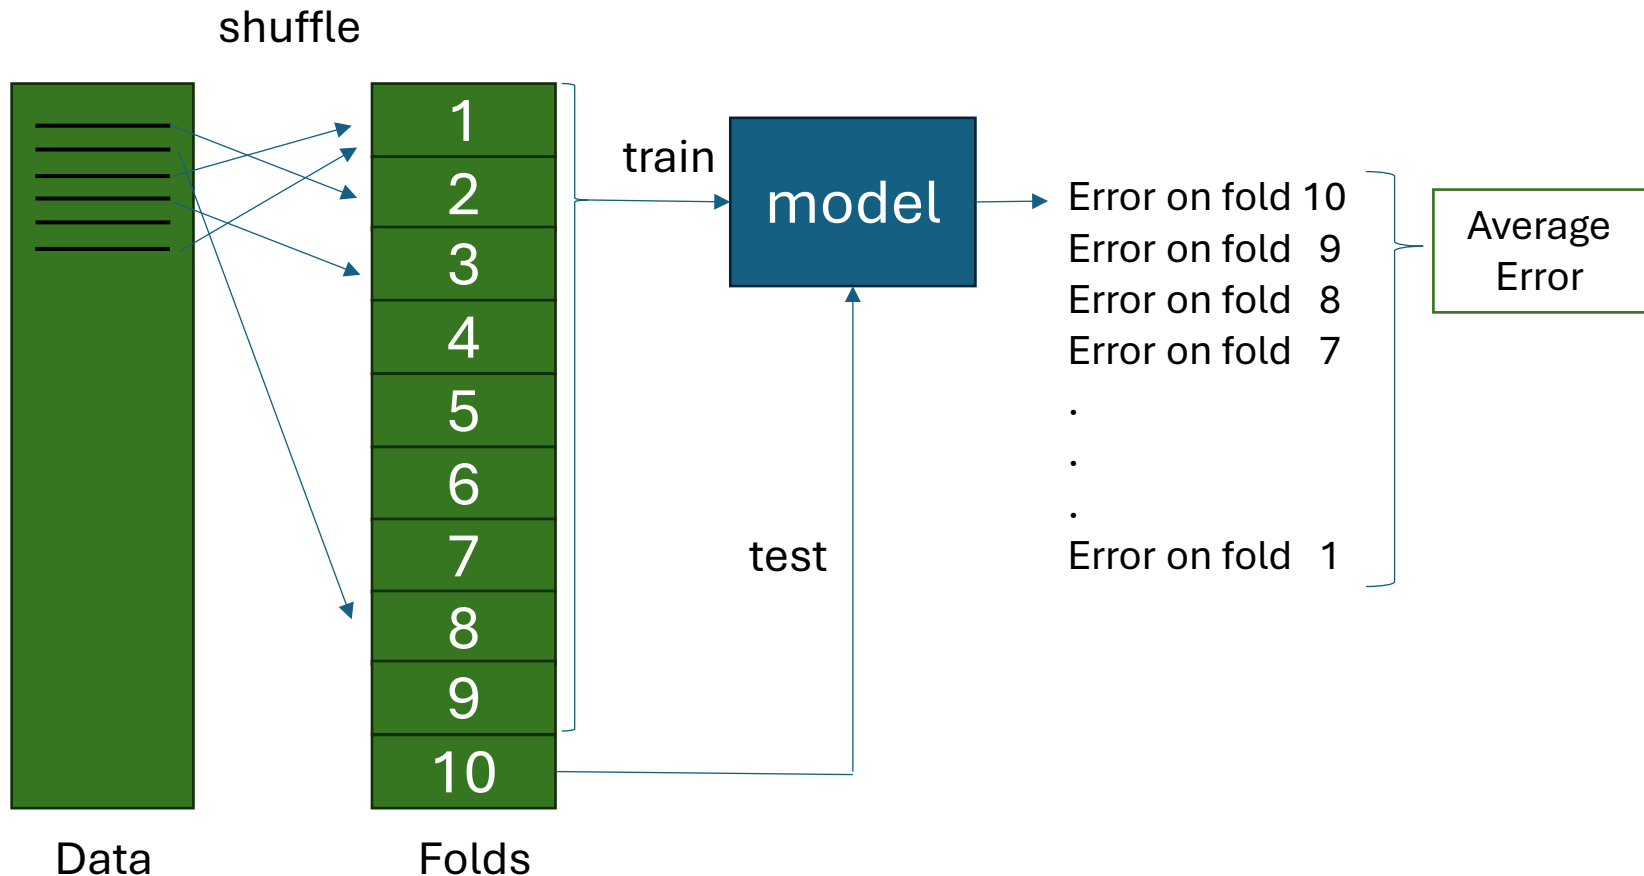 shuffle
1
2
3
4
5
6
7
8
9
10
Data
Folds
train
model
test
Error on fold 10
Error on fold 9
Error on fold 8
Error on fold 7
.
.
.
Error on fold 1
Average
Error